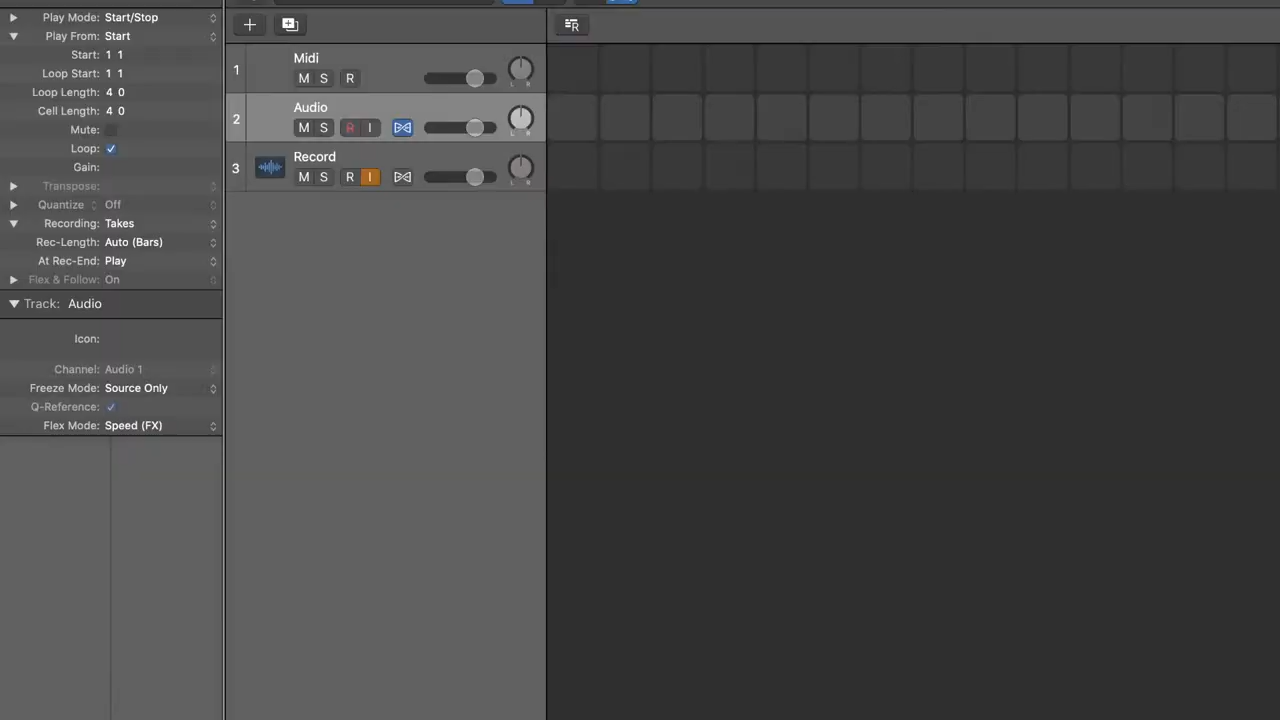 Play Mode: Start/Stop
Play From: Start
Start: 1 1
Loop Start: 1 1
Loop Length: 4 0
Cell Length: 4 0
Mute:
Loop:
Gain:
Transpose:
Quantize Off
Recording: Takes
Rec-Length: Auto (Bars)
At Rec-End: Play
Flex & Follow: On
Track: Audio
Icon:
Channel: Audio 1
Freeze Mode: Source Only
Q-Reference:
Flex Mode: Speed (FX)
R
1 Midi
M S R
L R
2 Audio
M S R I
L R
3 Record
M S R I
L R